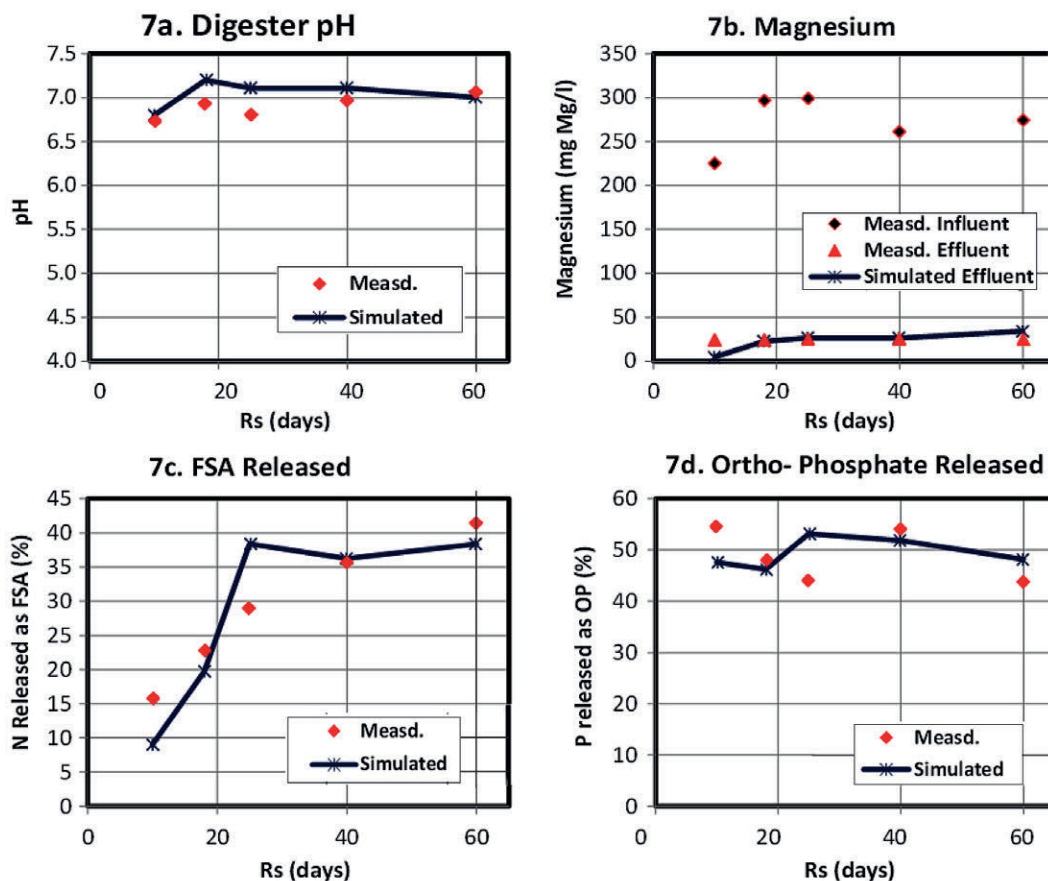 7a. Digester pH
7.5
7.0
6.5
6.0
5.5
5.0
4.5
4.0
pH
0 20 40 60
Rs (days)
Measd.
Simulated
7b. Magnesium
350
300
250
200
150
100
50
0
Magnesium (mg Mg/l)
0 20 40 60
Rs (days)
Measd. Influent
Measd. Effluent
Simulated Effluent
7c. FSA Released
45
40
35
30
25
20
15
10
5
0
N Released as FSA (%)
0 20 40 60
Rs (days)
Measd.
Simulated
7d. Ortho- Phosphate Released
60
50
40
30
20
10
0
P released as OP (%)
0 20 40 60
Rs (days)
Measd.
Simulated